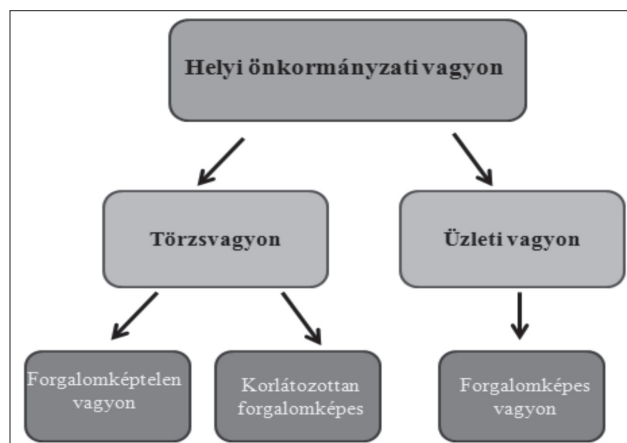 Helyi önkormányzati vagyon
Törzsvagyon
Üzleti vagyon
Forgalomképtelen
vagyon
Korlátozottan
forgalomképes
Forgalomképes
vagyon